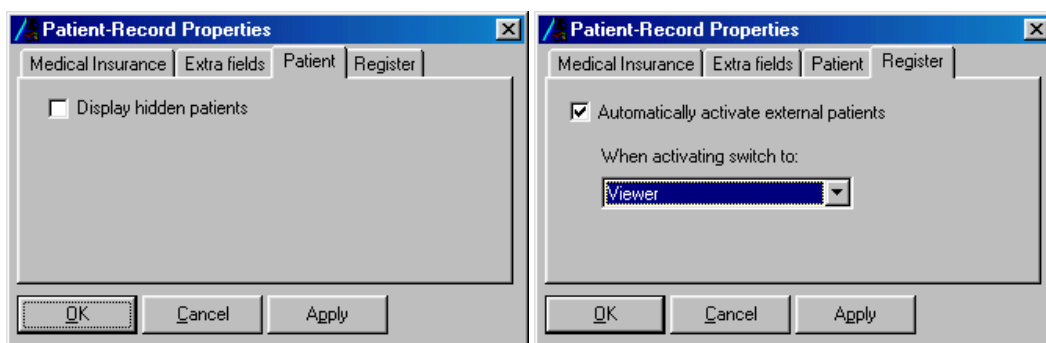 Patient-Record Properties
Medical Insurance Extra fields Patient Register
Display hidden patients
OK Cancel Apply
Patient-Record Properties
Medical Insurance Extra fields Patient Register
Automatically activate external patients
When activating switch to:
Viewer
OK Cancel Apply